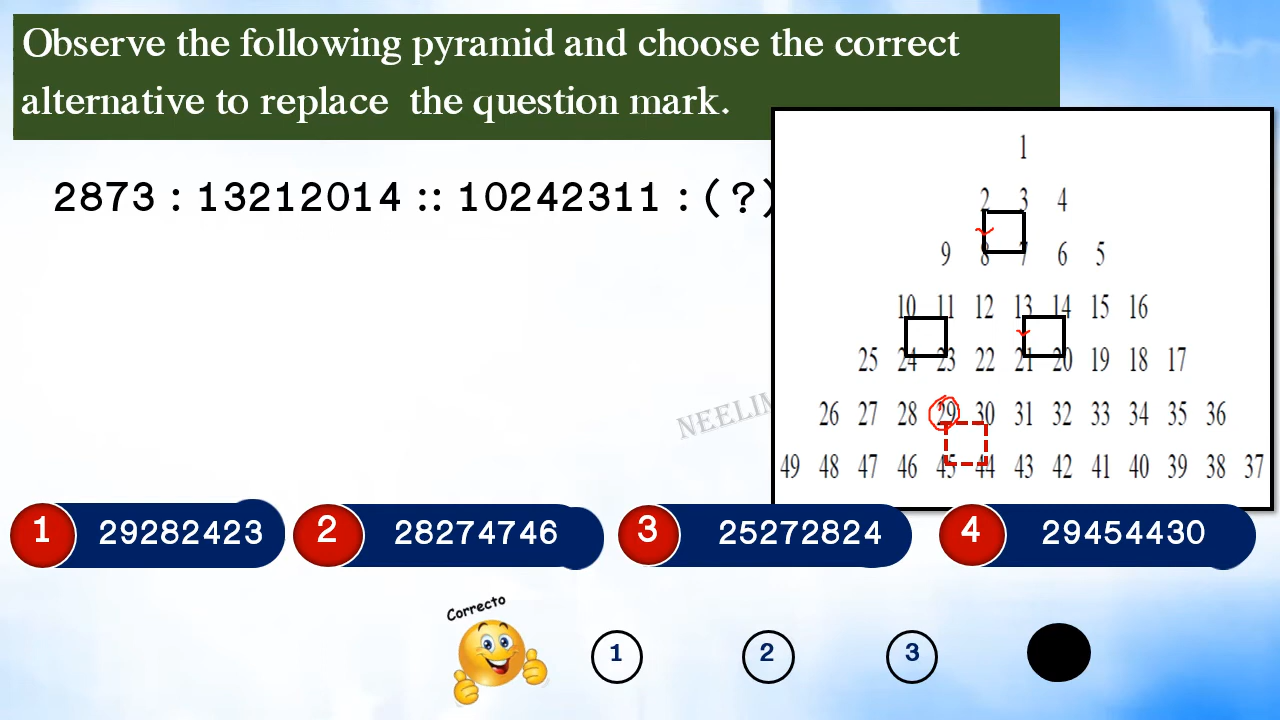 Observe the following pyramid and choose the correct
alternative to replace the question mark.
2873 : 13212014 :: 10242311 : (?)
1
2 3 4
9 8 7 6 5
10 11 12 13 14 15 16
25 24 23 22 21 20 19 18 17
26 27 28 29 30 31 32 33 34 35 36
49 48 47 46 45 44 43 42 41 40 39 38 37
NEELIM
1 29282423
2 28274746
3 25272824
4 29454430
Correcto
1 2 3